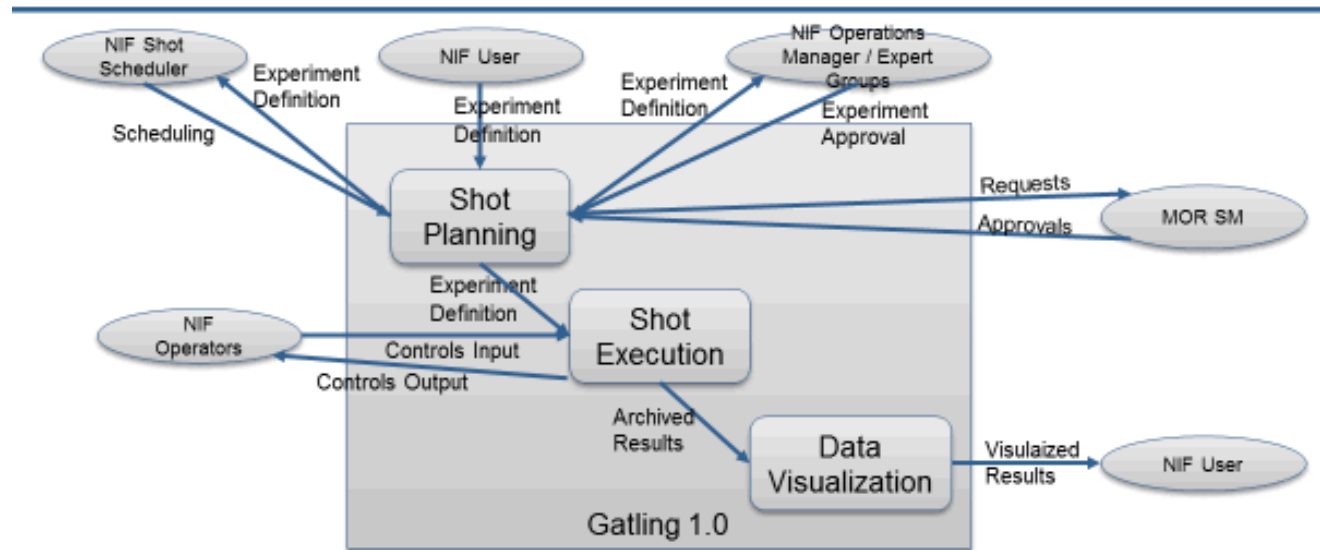 NIF Shot
Scheduler
NIF User
NIF Operations
Manager / Expert
Groups
Experiment
Definition
Experiment
Definition
Experiment
Definition
Experiment
Approval
Scheduling
Shot
Planning
Requests
Approvals
MOR SM
Experiment
Definition
NIF
Operators
Controls Input
Controls Output
Shot
Execution
Archived
Results
Data
Visualization
Visulaized
Results
NIF User
Gatling 1.0